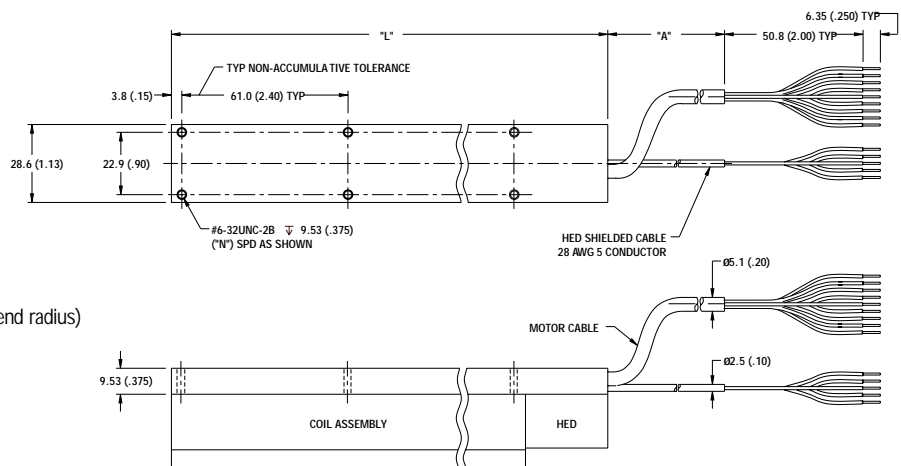 6.35 (.250) TYP
"L"
"A"
50.8 (2.00) TYP
TYP NON-ACCUMULATIVE TOLERANCE
3.8 (.15)
61.0 (2.40) TYP
28.6 (1.13)
22.9 (.90)
#6-32UNC-2B ↧ 9.53 (.375)
("N") SPD AS SHOWN
HED SHIELDED CABLE
28 AWG 5 CONDUCTOR
Ø5.1 (.20)
end radius)
MOTOR CABLE
9.53 (.375)
Ø2.5 (.10)
COIL ASSEMBLY
HED